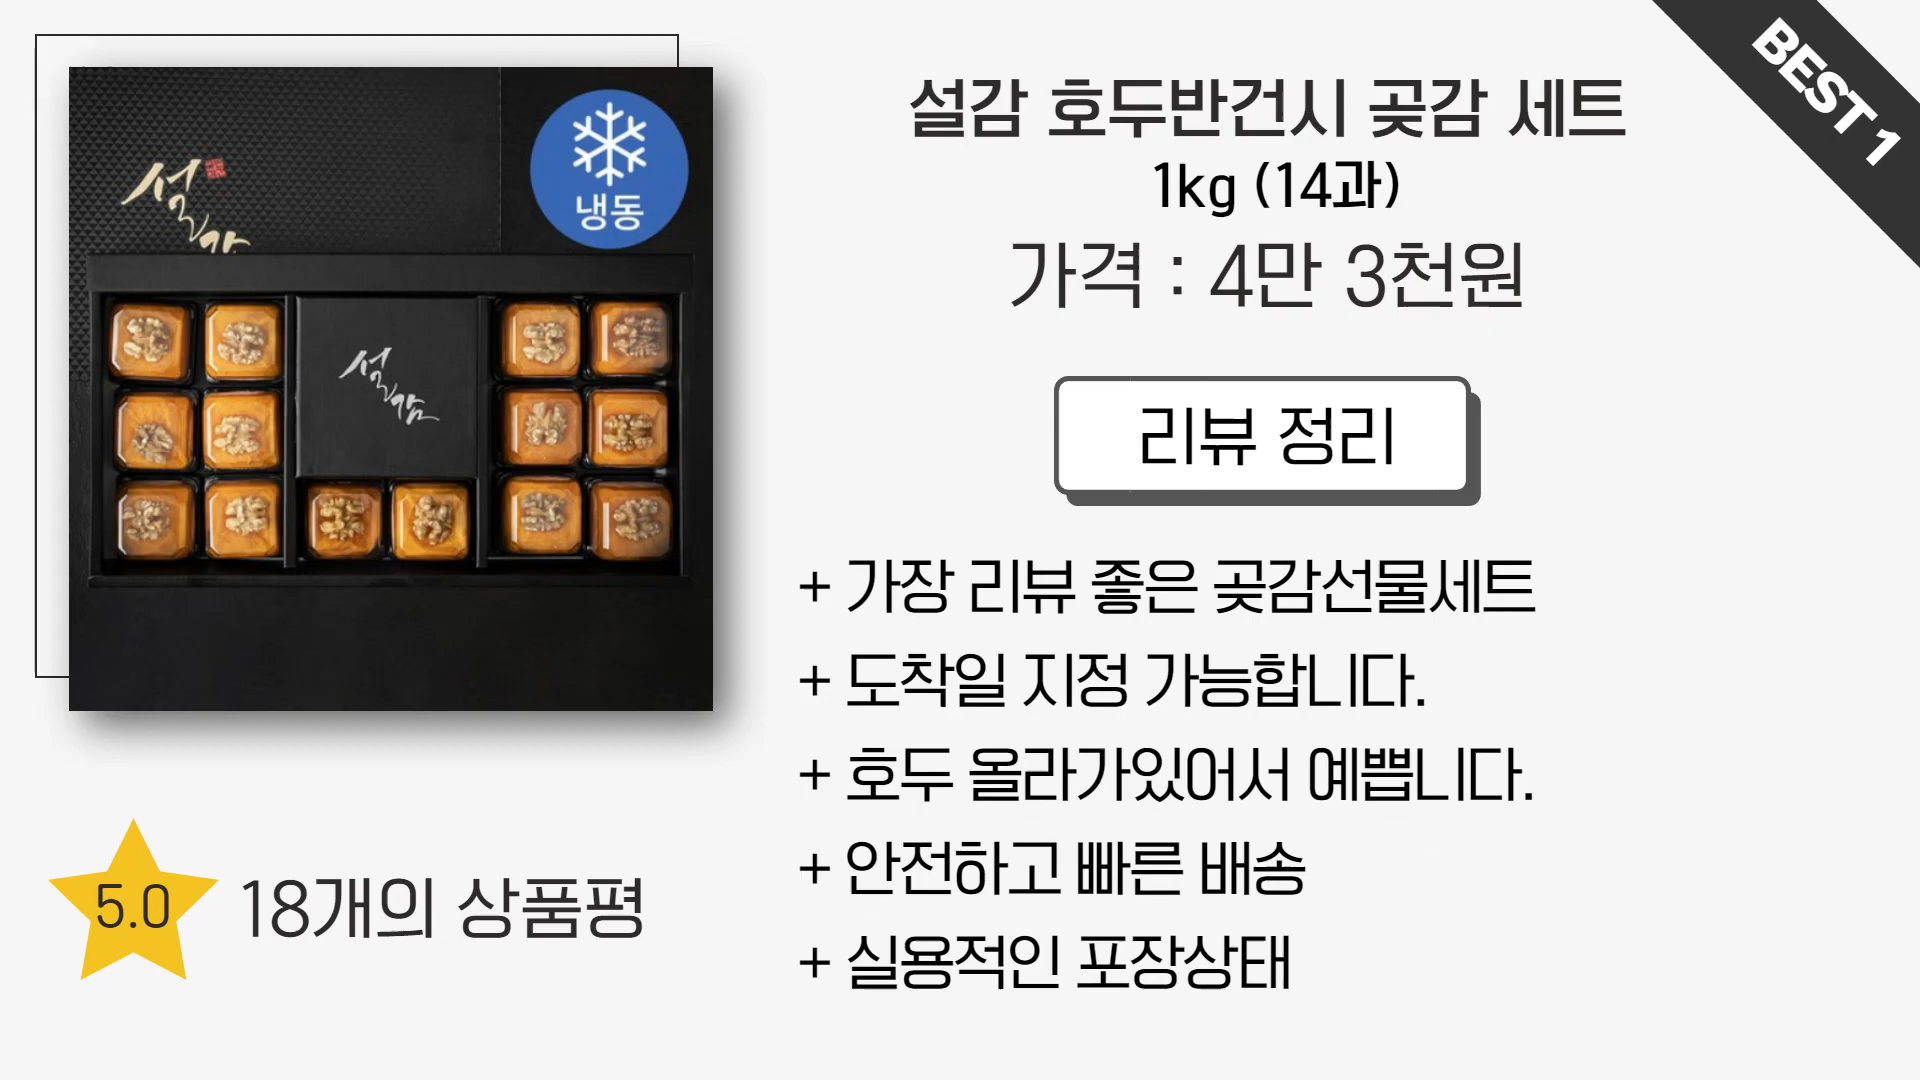 BEST 1
설감
냉동
설감
설감 호두반건시 곶감 세트
1kg (14과)
가격 : 4만 3천원
리뷰 정리
+ 가장 리뷰 좋은 곶감선물세트
+ 도착일 지정 가능합니다.
+ 호두 올라가있어서 예쁩니다.
+ 안전하고 빠른 배송
+ 실용적인 포장상태
5.0
18개의 상품평